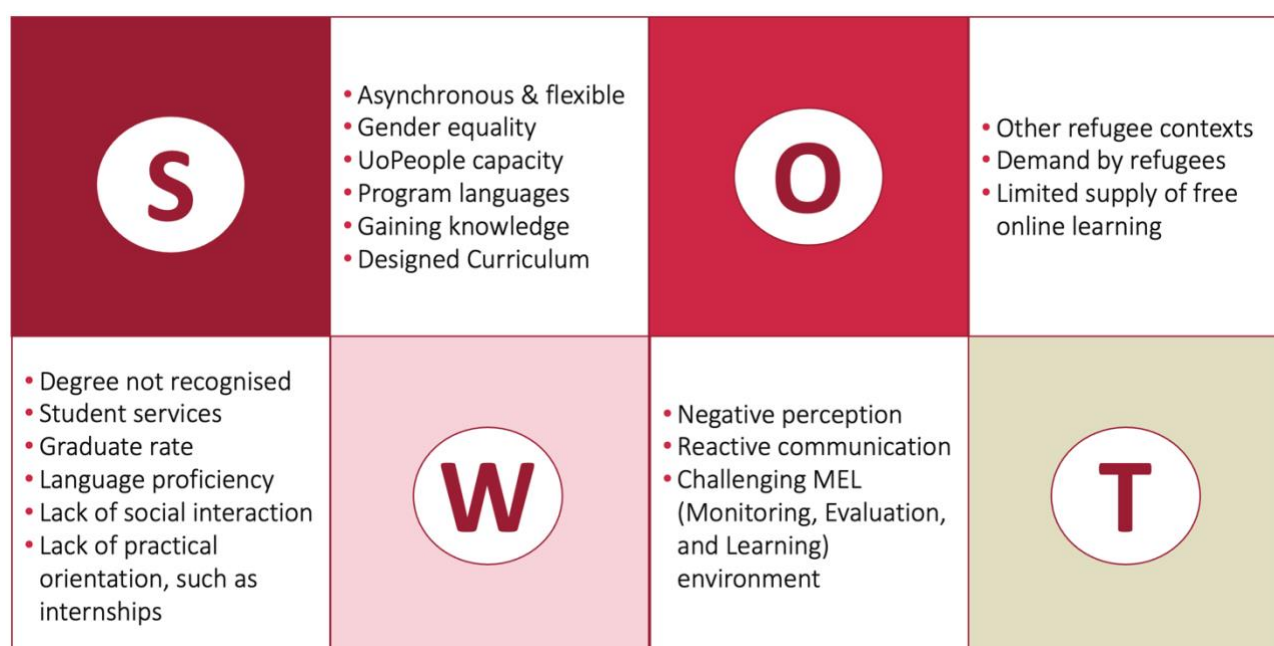 S
• Asynchronous & flexible
• Gender equality
• UoPeople capacity
• Program languages
• Gaining knowledge
• Designed Curriculum
O
• Other refugee contexts
• Demand by refugees
• Limited supply of free
online learning
• Degree not recognised
• Student services
• Graduate rate
• Language proficiency
• Lack of social interaction
• Lack of practical
orientation, such as
internships
W
• Negative perception
• Reactive communication
• Challenging MEL
(Monitoring, Evaluation,
and Learning)
environment
T